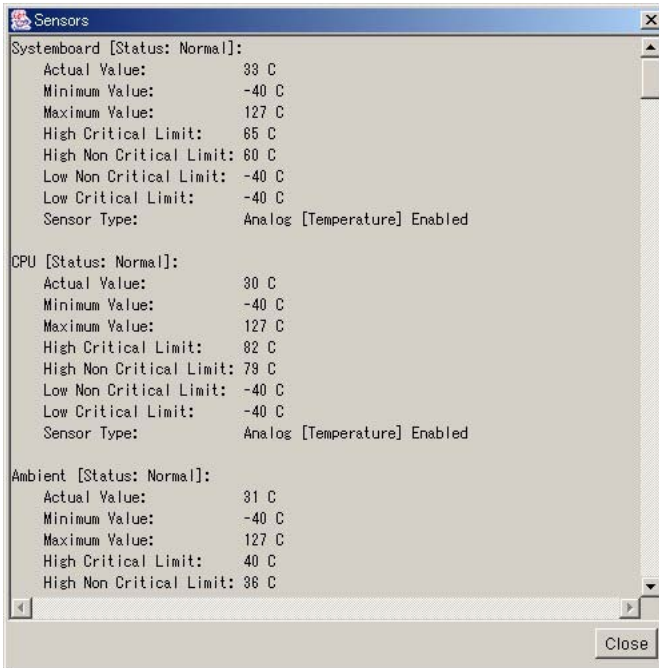 Sensors
Systemboard [Status: Normal]:
Actual Value: 33 C
Minimum Value: -40 C
Maximum Value: 127 C
High Critical Limit: 65 C
High Non Critical Limit: 60 C
Low Non Critical Limit: -40 C
Low Critical Limit: -40 C
Sensor Type: Analog [Temperature] Enabled
CPU [Status: Normal]:
Actual Value: 30 C
Minimum Value: -40 C
Maximum Value: 127 C
High Critical Limit: 82 C
High Non Critical Limit: 79 C
Low Non Critical Limit: -40 C
Low Critical Limit: -40 C
Sensor Type: Analog [Temperature] Enabled
Ambient [Status: Normal]:
Actual Value: 31 C
Minimum Value: -40 C
Maximum Value: 127 C
High Critical Limit: 40 C
High Non Critical Limit: 36 C
Close